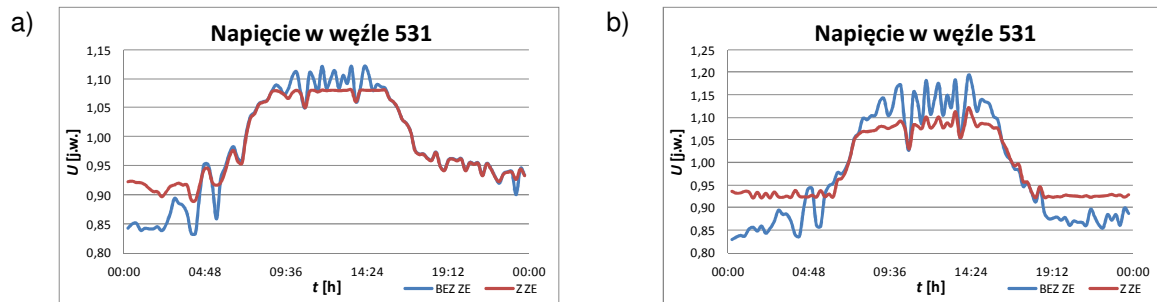 a)
Napięcie w węźle 531
U [j.w.]
1,15
1,10
1,05
1,00
0,95
0,90
0,85
0,80
00:00 04:48 09:36 14:24 19:12 00:00
t [h]
BEZ ZE Z ZE
b)
Napięcie w węźle 531
U [j.w.]
1,25
1,20
1,15
1,10
1,05
1,00
0,95
0,90
0,85
0,80
00:00 04:48 09:36 14:24 19:12 00:00
t [h]
BEZ ZE Z ZE